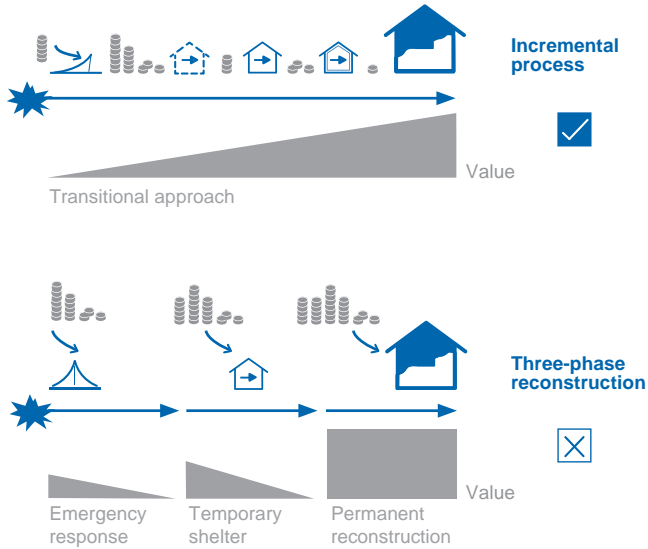 Incremental
process
Value
Transitional approach
Three-phase
reconstruction
Value
Emergency
response
Temporary
shelter
Permanent
reconstruction